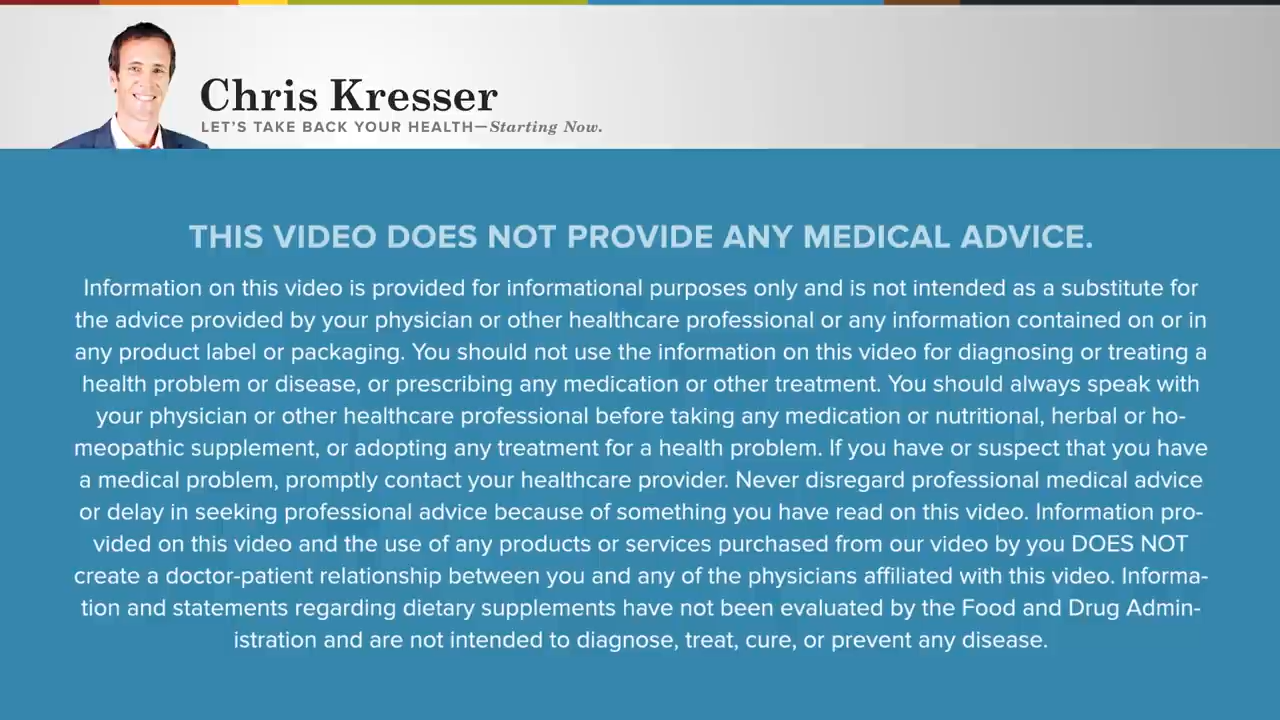 Chris Kresser
LET'S TAKE BACK YOUR HEALTH—Starting Now.
THIS VIDEO DOES NOT PROVIDE ANY MEDICAL ADVICE.
Information on this video is provided for informational purposes only and is not intended as a substitute for
the advice provided by your physician or other healthcare professional or any information contained on or in
any product label or packaging. You should not use the information on this video for diagnosing or treating a
health problem or disease, or prescribing any medication or other treatment. You should always speak with
your physician or other healthcare professional before taking any medication or nutritional, herbal or ho-
meopathic supplement, or adopting any treatment for a health problem. If you have or suspect that you have
a medical problem, promptly contact your healthcare provider. Never disregard professional medical advice
or delay in seeking professional advice because of something you have read on this video. Information pro-
vided on this video and the use of any products or services purchased from our video by you DOES NOT
create a doctor-patient relationship between you and any of the physicians affiliated with this video. Informa-
tion and statements regarding dietary supplements have not been evaluated by the Food and Drug Admin-
istration and are not intended to diagnose, treat, cure, or prevent any disease.